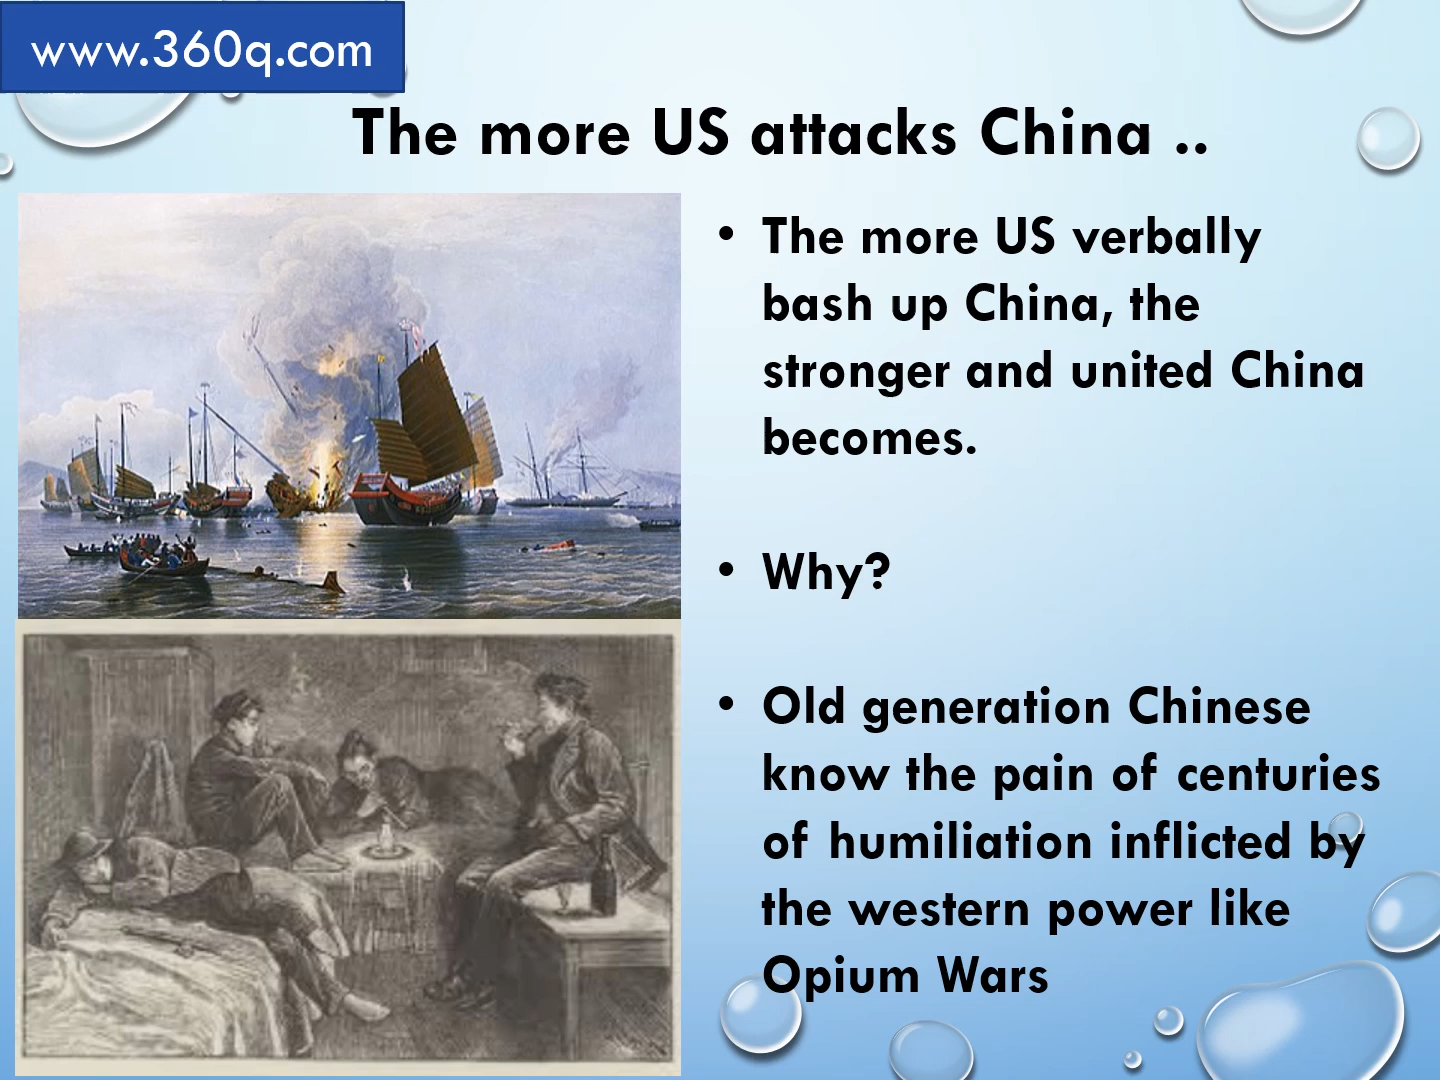 www.360q.com
The more US attacks China ..
• The more US verbally
bash up China, the
stronger and united China
becomes.
• Why?
• Old generation Chinese
know the pain of centuries
of humiliation inflicted by
the western power like
Opium Wars